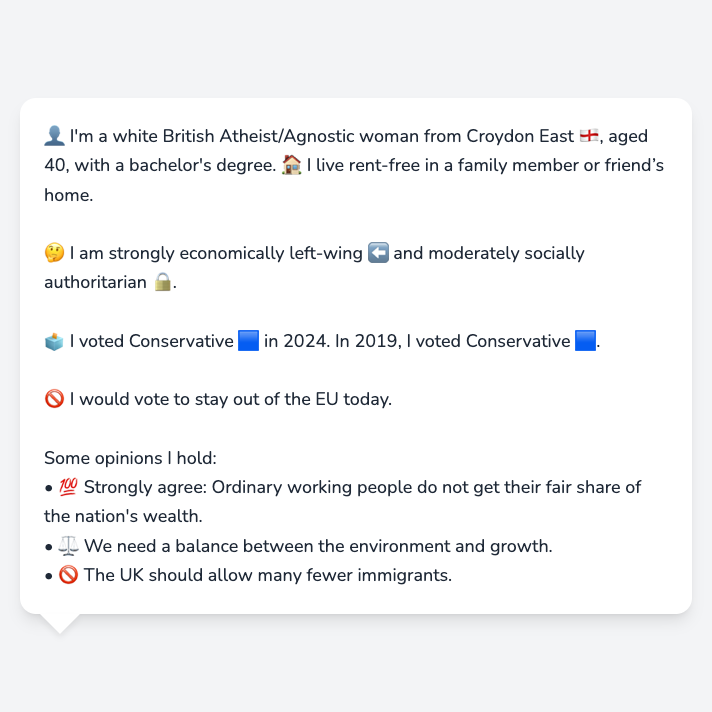 👤 I'm a white British Atheist/Agnostic woman from Croydon East 🏴󠁧󠁢󠁥󠁮󠁧󠁿, aged
40, with a bachelor's degree. 🏠 I live rent-free in a family member or friend’s
home.
🤔 I am strongly economically left-wing ⬅️ and moderately socially
authoritarian 🔒.
🗳️ I voted Conservative 🟦 in 2024. In 2019, I voted Conservative 🟦.
🚫 I would vote to stay out of the EU today.
Some opinions I hold:
• 💯 Strongly agree: Ordinary working people do not get their fair share of
the nation's wealth.
• ⚖️ We need a balance between the environment and growth.
• 🚫 The UK should allow many fewer immigrants.